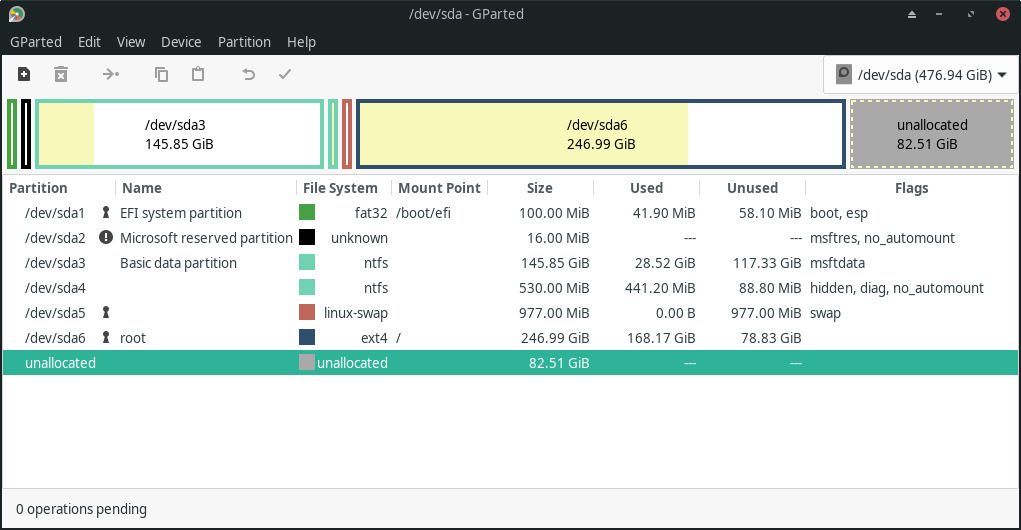 /dev/sda - GParted
GParted Edit View Device Partition Help
/dev/sda (476.94 GiB)
/dev/sda3
145.85 GiB
/dev/sda6
246.99 GiB
unallocated
82.51 GiB
Partition Name File System Mount Point Size Used Unused Flags
/dev/sda1 EFI system partition fat32 /boot/efi 100.00 MiB 41.90 MiB 58.10 MiB boot, esp
/dev/sda2 Microsoft reserved partition unknown 16.00 MiB --- --- msftres, no_automount
/dev/sda3 Basic data partition ntfs 145.85 GiB 28.52 GiB 117.33 GiB msftdata
/dev/sda4 ntfs 530.00 MiB 441.20 MiB 88.80 MiB hidden, diag, no_automount
/dev/sda5 linux-swap 977.00 MiB 0.00 B 977.00 MiB swap
/dev/sda6 root ext4 / 246.99 GiB 168.17 GiB 78.83 GiB
unallocated unallocated 82.51 GiB --- ---
0 operations pending